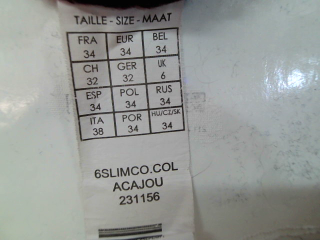 TAILLE - SIZE - MAAT
FRA EUR BEL
34 34 34
CH GER UK
32 32 6
ESP POL RUS
34 34 34
ITA POR HU/CZ/SK
38 34 34
6SLIMCO.COL
ACAJOU
231156